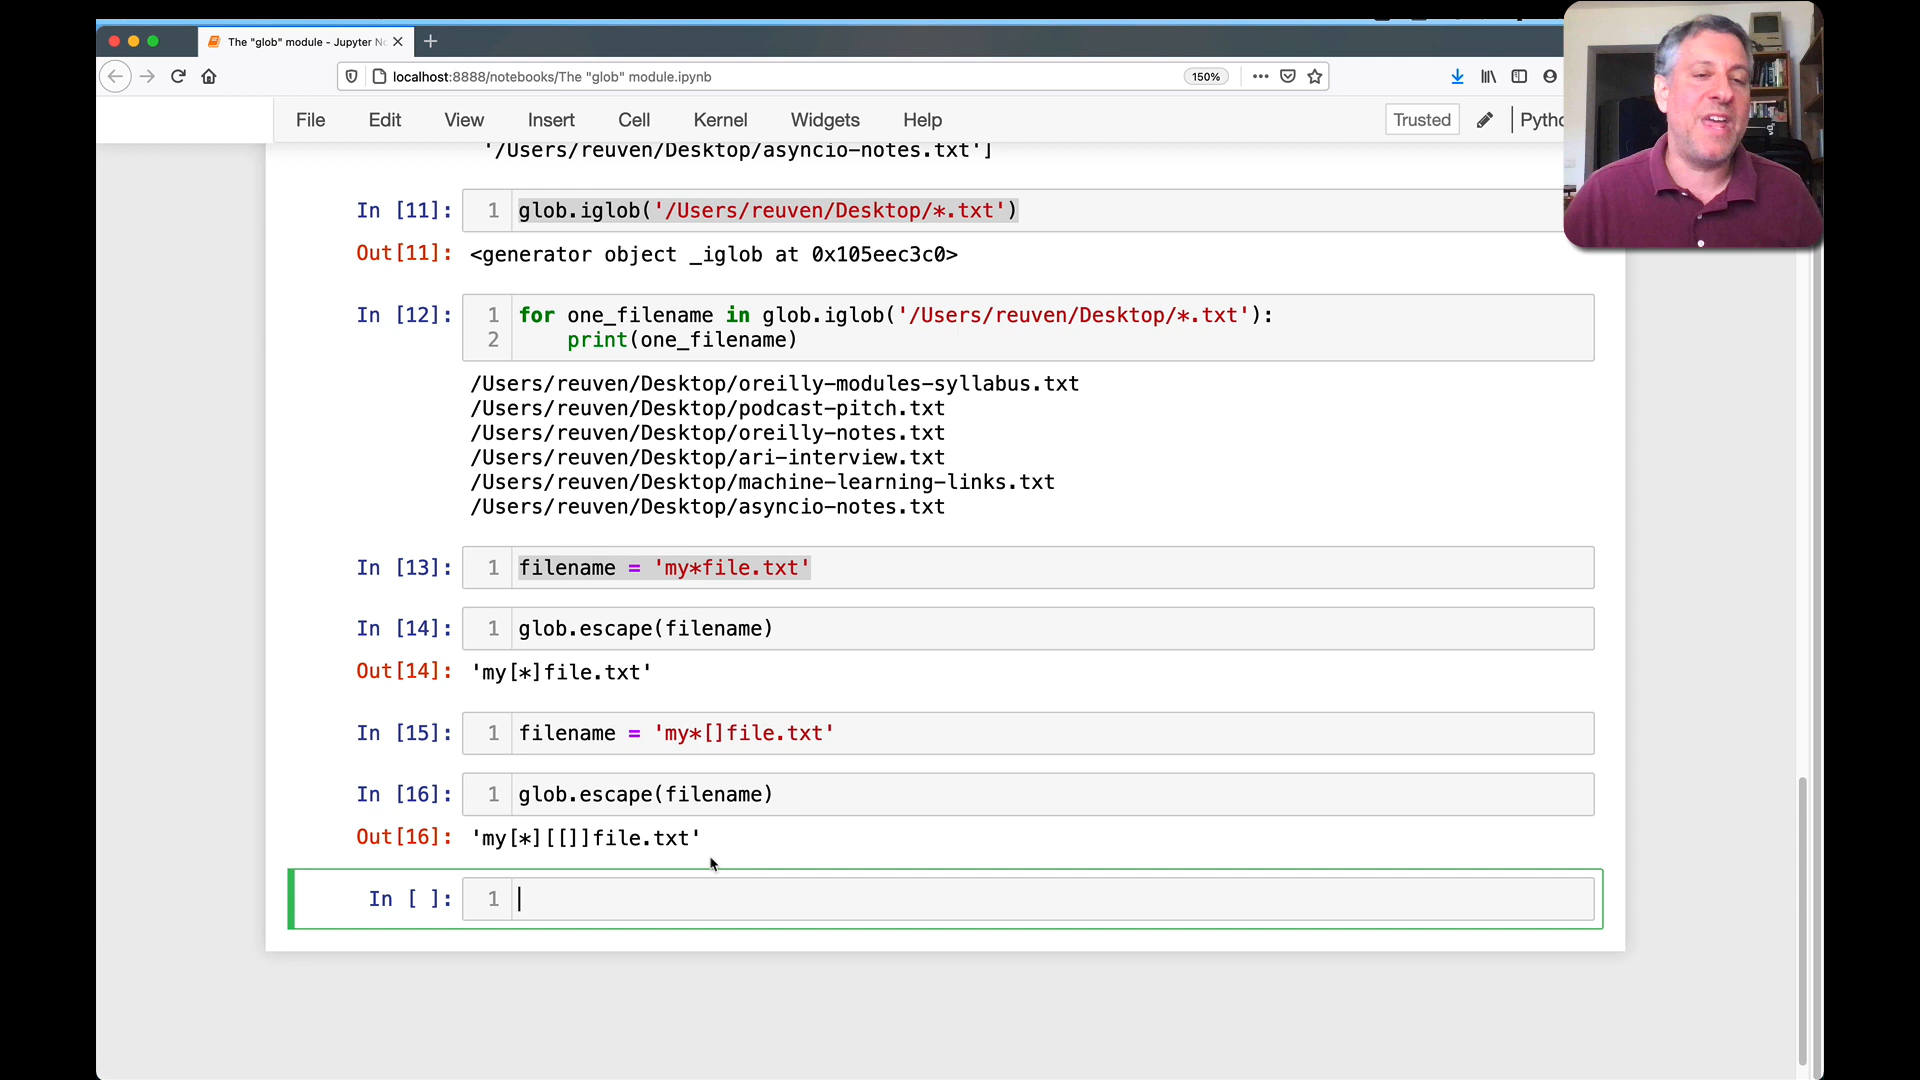 The "glob" module - Jupyter No
localhost:8888/notebooks/The "glob" module.ipynb
150%
File Edit View Insert Cell Kernel Widgets Help
Trusted
Pytho
'/Users/reuven/Desktop/asyncio-notes.txt']
In [11]: 1 glob.iglob('/Users/reuven/Desktop/*.txt')
Out[11]: <generator object _iglob at 0x105eec3c0>
In [12]: 1 for one_filename in glob.iglob('/Users/reuven/Desktop/*.txt'):
2 print(one_filename)
/Users/reuven/Desktop/oreilly-modules-syllabus.txt
/Users/reuven/Desktop/podcast-pitch.txt
/Users/reuven/Desktop/oreilly-notes.txt
/Users/reuven/Desktop/ari-interview.txt
/Users/reuven/Desktop/machine-learning-links.txt
/Users/reuven/Desktop/asyncio-notes.txt
In [13]: 1 filename = 'my*file.txt'
In [14]: 1 glob.escape(filename)
Out[14]: 'my[*]file.txt'
In [15]: 1 filename = 'my*[]file.txt'
In [16]: 1 glob.escape(filename)
Out[16]: 'my[*][[]]file.txt'
In [ ]: 1